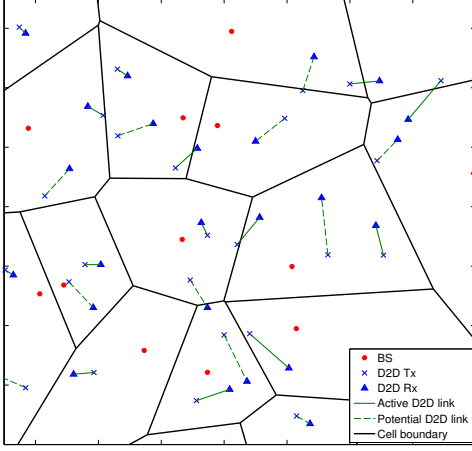 BS
D2D Tx
D2D Rx
Active D2D link
Potential D2D link
Cell boundary